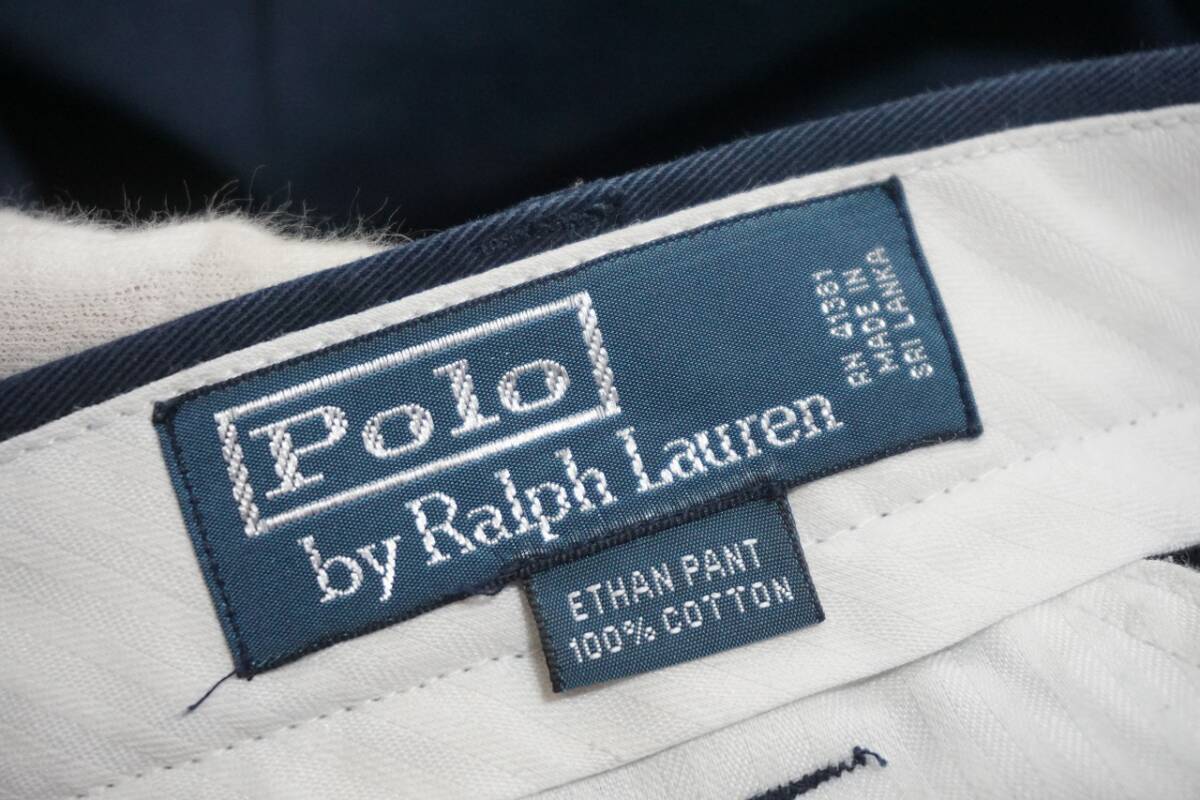 Polo
by Ralph Lauren
RN 41381
MADE IN
SRI LANKA
ETHAN PANT
100% COTTON